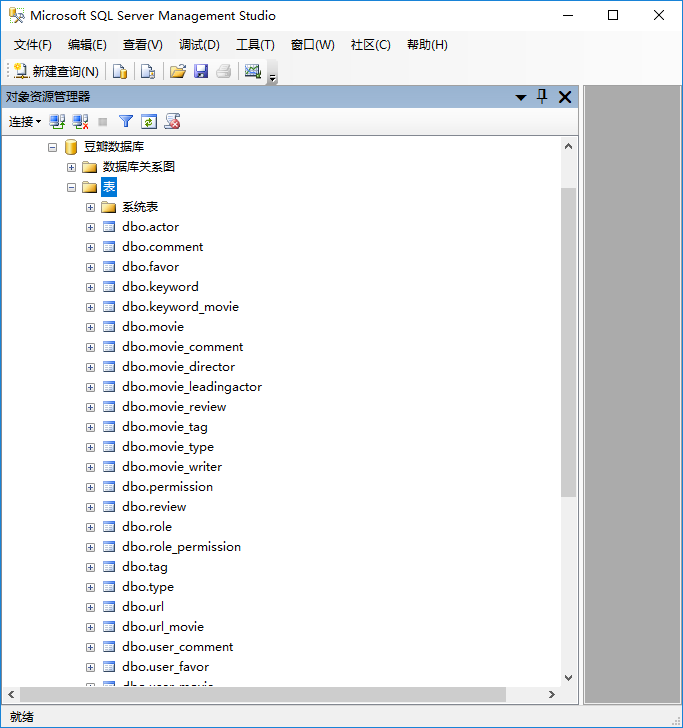 Microsoft SQL Server Management Studio
文件(F) 编辑(E) 查看(V) 调试(D) 工具(T) 窗口(W) 社区(C) 帮助(H)
新建查询(N)
对象资源管理器
连接
豆瓣数据库
数据库关系图
表
系统表
dbo.actor
dbo.comment
dbo.favor
dbo.keyword
dbo.keyword_movie
dbo.movie
dbo.movie_comment
dbo.movie_director
dbo.movie_leadingactor
dbo.movie_review
dbo.movie_tag
dbo.movie_type
dbo.movie_writer
dbo.permission
dbo.review
dbo.role
dbo.role_permission
dbo.tag
dbo.type
dbo.url
dbo.url_movie
dbo.user_comment
dbo.user_favor
就绪